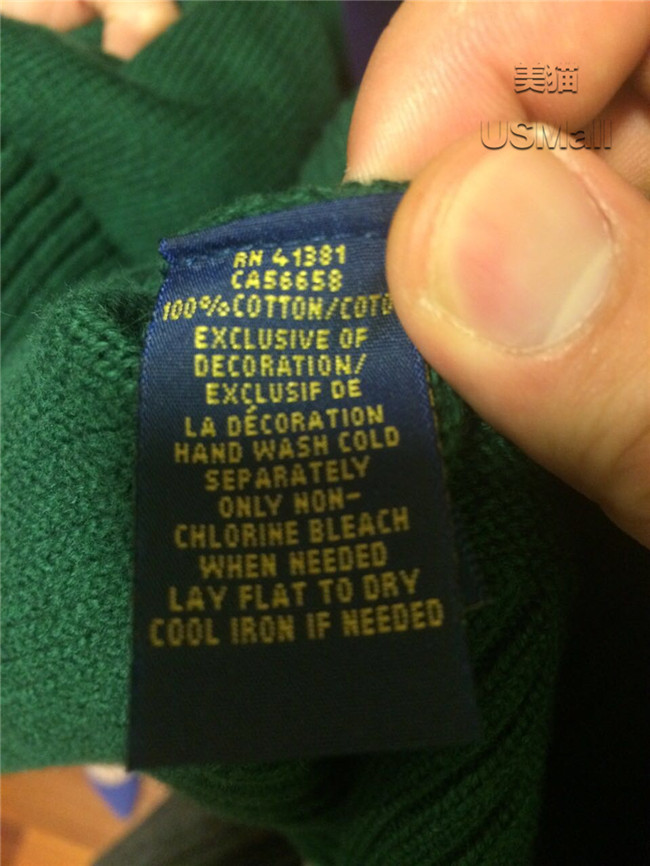 美猫
USMall
RN 41381
CA56658
100%COTTON/COTO
EXCLUSIVE OF
DECORATION/
EXCLUSIF DE
LA DÉCORATION
HAND WASH COLD
SEPARATELY
ONLY NON-
CHLORINE BLEACH
WHEN NEEDED
LAY FLAT TO DRY
COOL IRON IF NEEDED